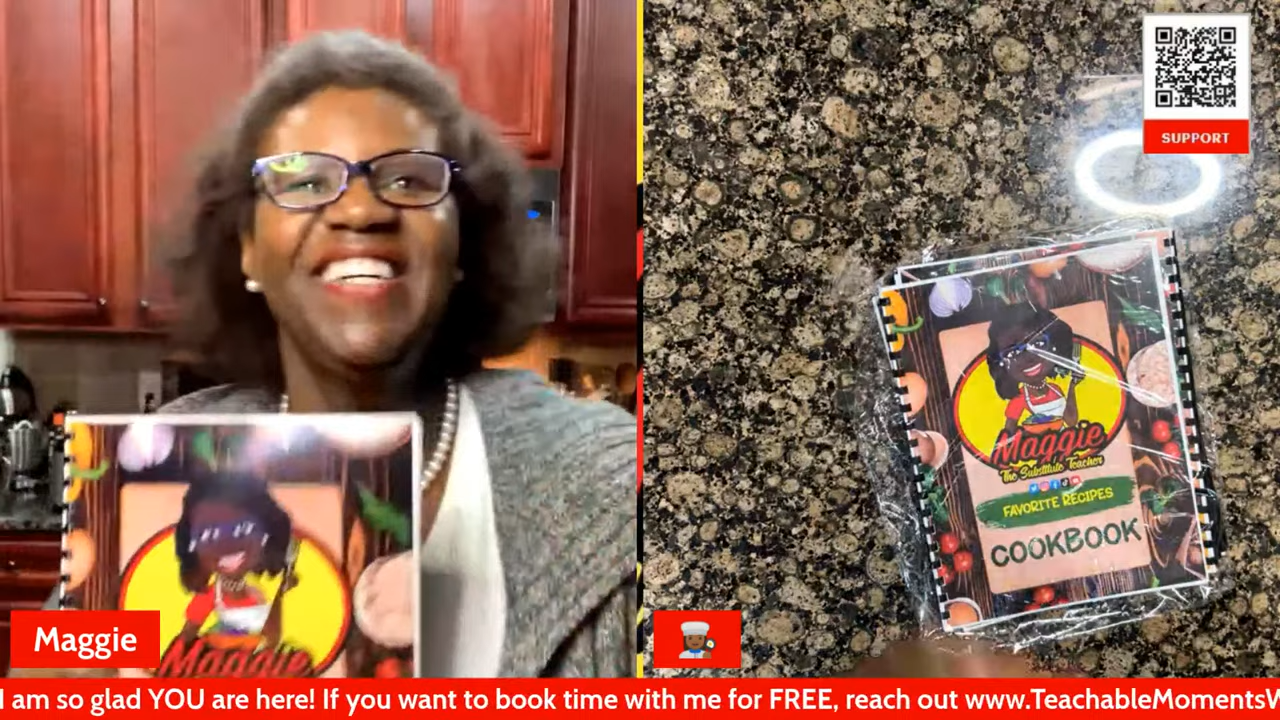 SUPPORT
Maggie
The Substitute Teacher
FAVORITE RECIPES
COOKBOOK
Maggie
Maggie
I am so glad YOU are here! If you want to book time with me for FREE, reach out www.TeachableMomentsW